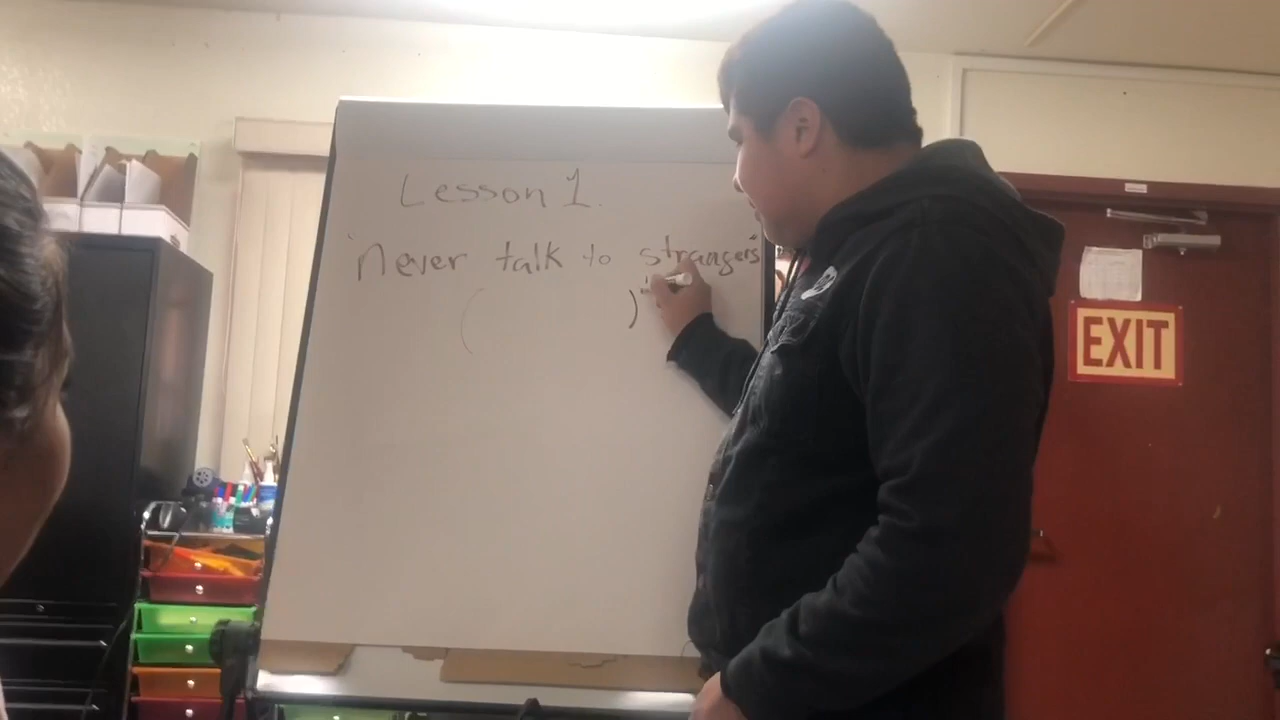 Lesson 1.
"never talk to strangers"
( )"
EXIT